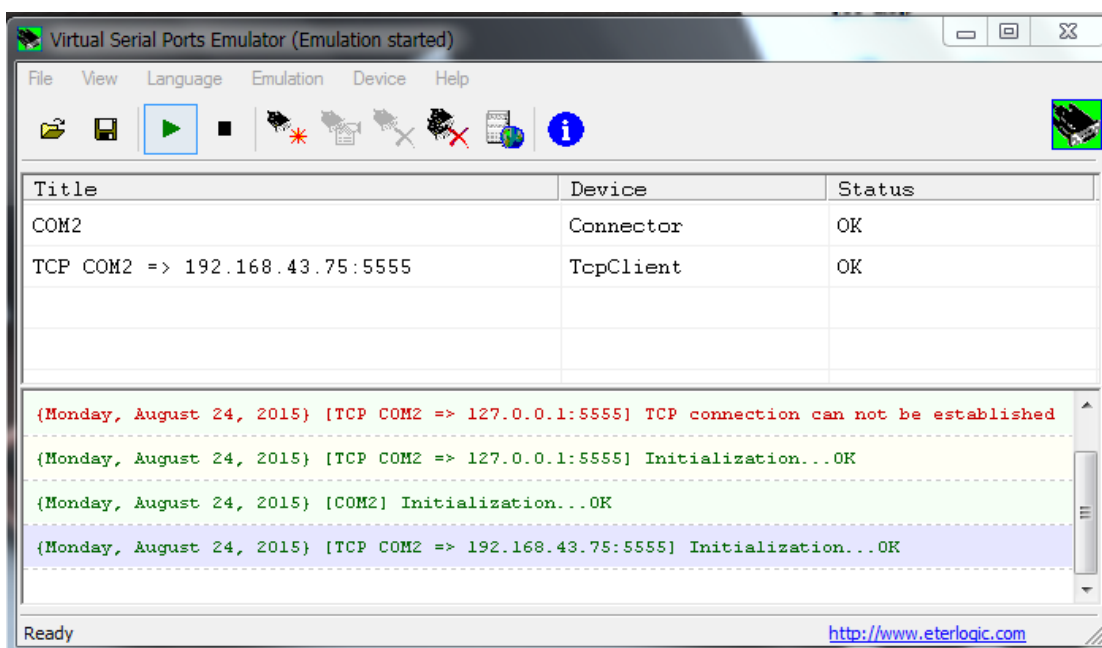 Virtual Serial Ports Emulator (Emulation started)
File View Language Emulation Device Help
Title Device Status
COM2 Connector OK
TCP COM2 => 192.168.43.75:5555 TcpClient OK
{Monday, August 24, 2015} [TCP COM2 => 127.0.0.1:5555] TCP connection can not be established
{Monday, August 24, 2015} [TCP COM2 => 127.0.0.1:5555] Initialization...OK
{Monday, August 24, 2015} [COM2] Initialization...OK
{Monday, August 24, 2015} [TCP COM2 => 192.168.43.75:5555] Initialization...OK
Ready http://www.eterlogic.com